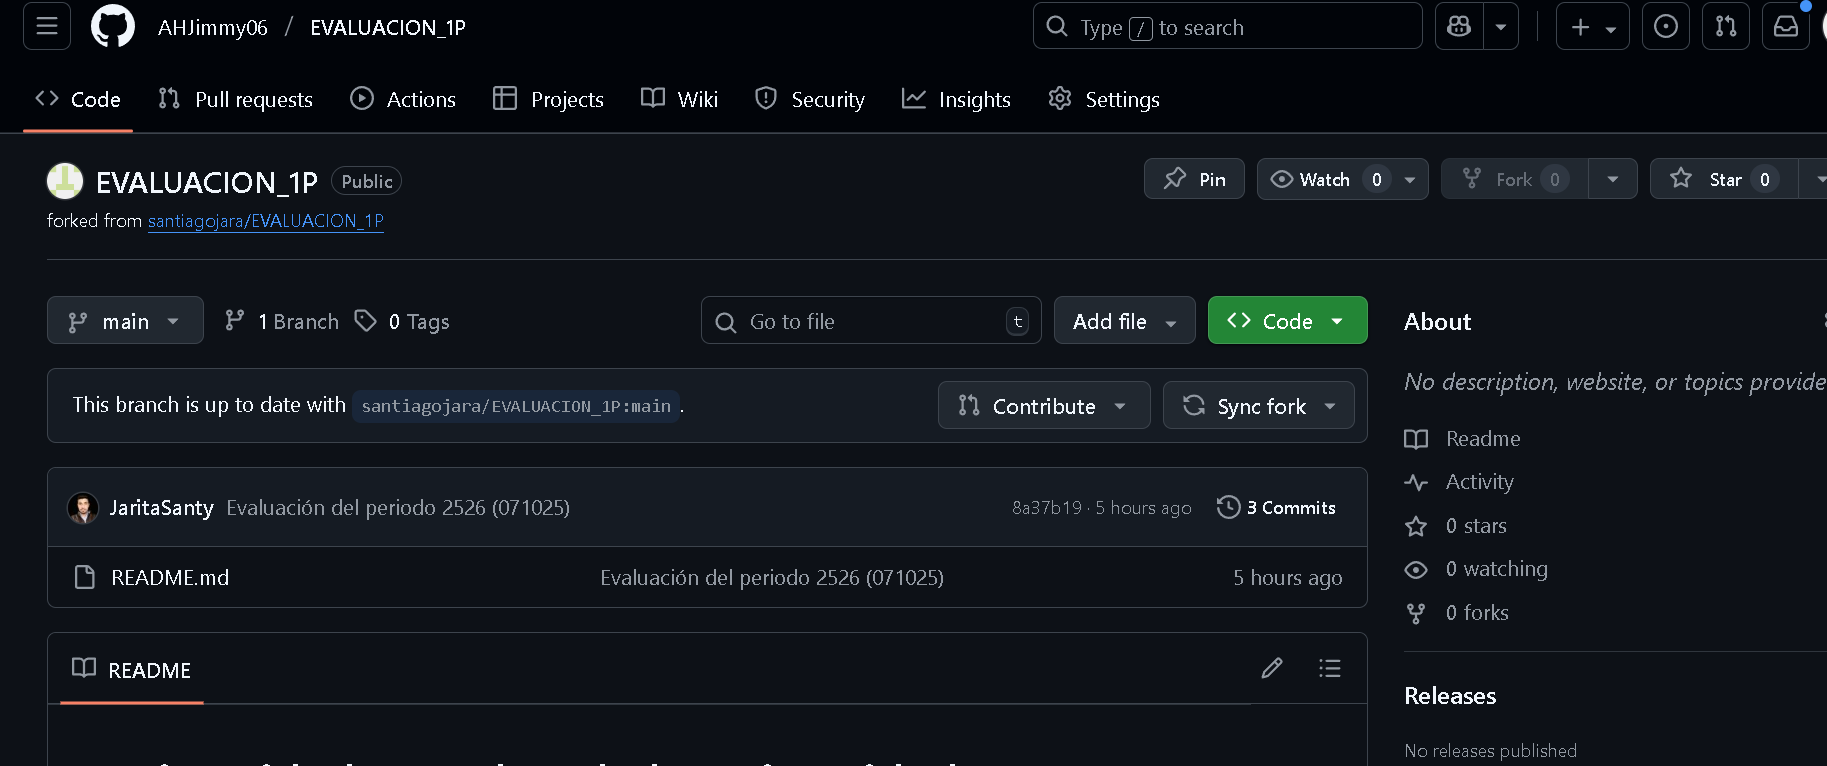 AHJimmy06 / EVALUACION_1P
Type / to search
Code Pull requests Actions Projects Wiki Security Insights Settings
EVALUACION_1P Public
Pin Watch 0 Fork 0 Star 0
forked from santiagojara/EVALUACION_1P
main 1 Branch 0 Tags
Go to file t Add file Code
This branch is up to date with santiagojara/EVALUACION_1P:main.
Contribute Sync fork
JaritaSanty Evaluación del periodo 2526 (071025) 8a37b19 · 5 hours ago 3 Commits
README.md Evaluación del periodo 2526 (071025) 5 hours ago
README
About
No description, website, or topics provide
Readme
Activity
0 stars
0 watching
0 forks
Releases
No releases published